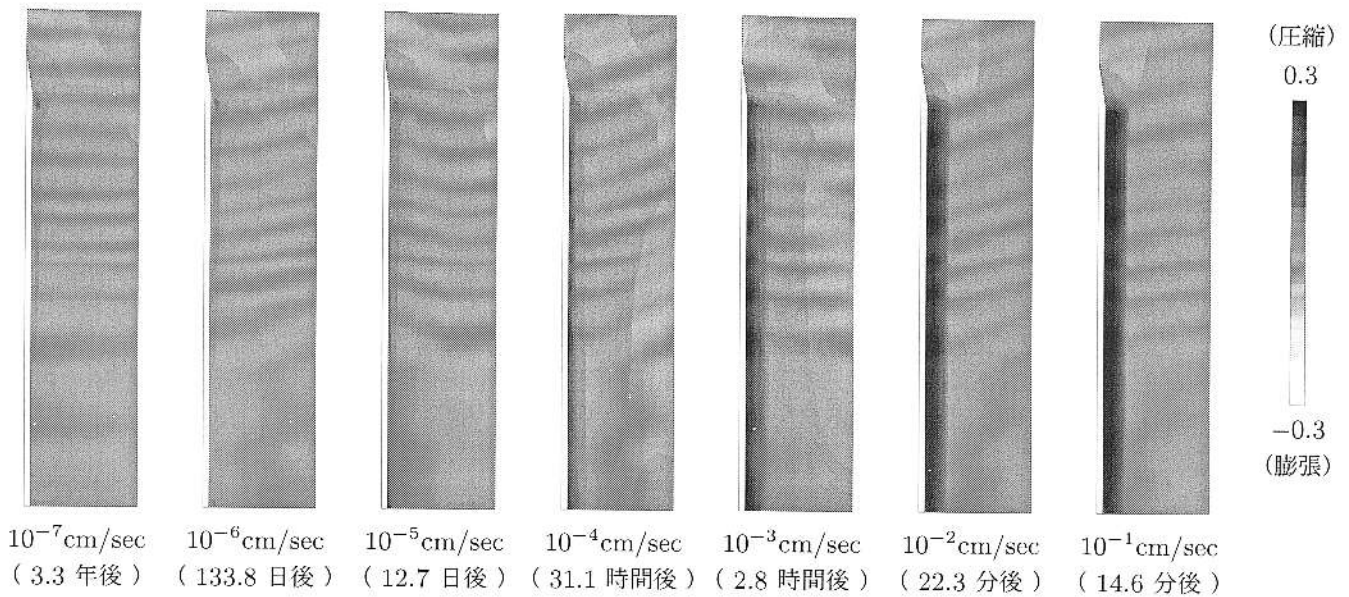 (圧縮)
0.3
−0.3
(膨張)
10⁻⁷cm/sec
( 3.3 年後 )
10⁻⁶cm/sec
( 133.8 日後 )
10⁻⁵cm/sec
( 12.7 日後 )
10⁻⁴cm/sec
( 31.1 時間後 )
10⁻³cm/sec
( 2.8 時間後 )
10⁻²cm/sec
( 22.3 分後 )
10⁻¹cm/sec
( 14.6 分後 )